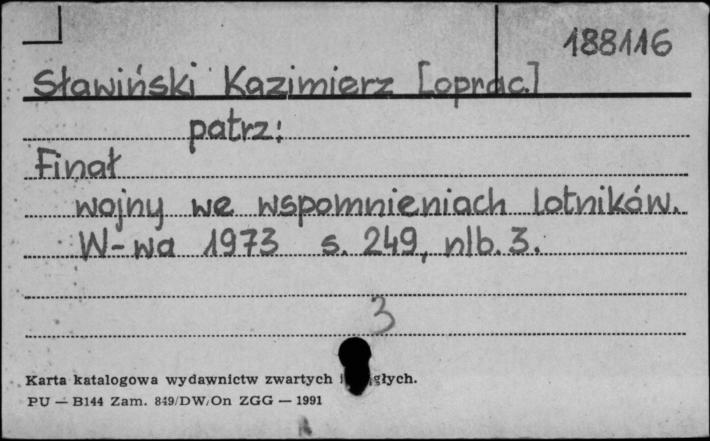 188116
Sławiński Kazimierz [oprac.]
patrz:
Finał
wojny we wspomnieniach lotników.
W-wa 1973 s. 249, nlb. 3.
3
Karta katalogowa wydawnictw zwartych
PU — B144 Zam. 849/DW/On ZGG — 1991